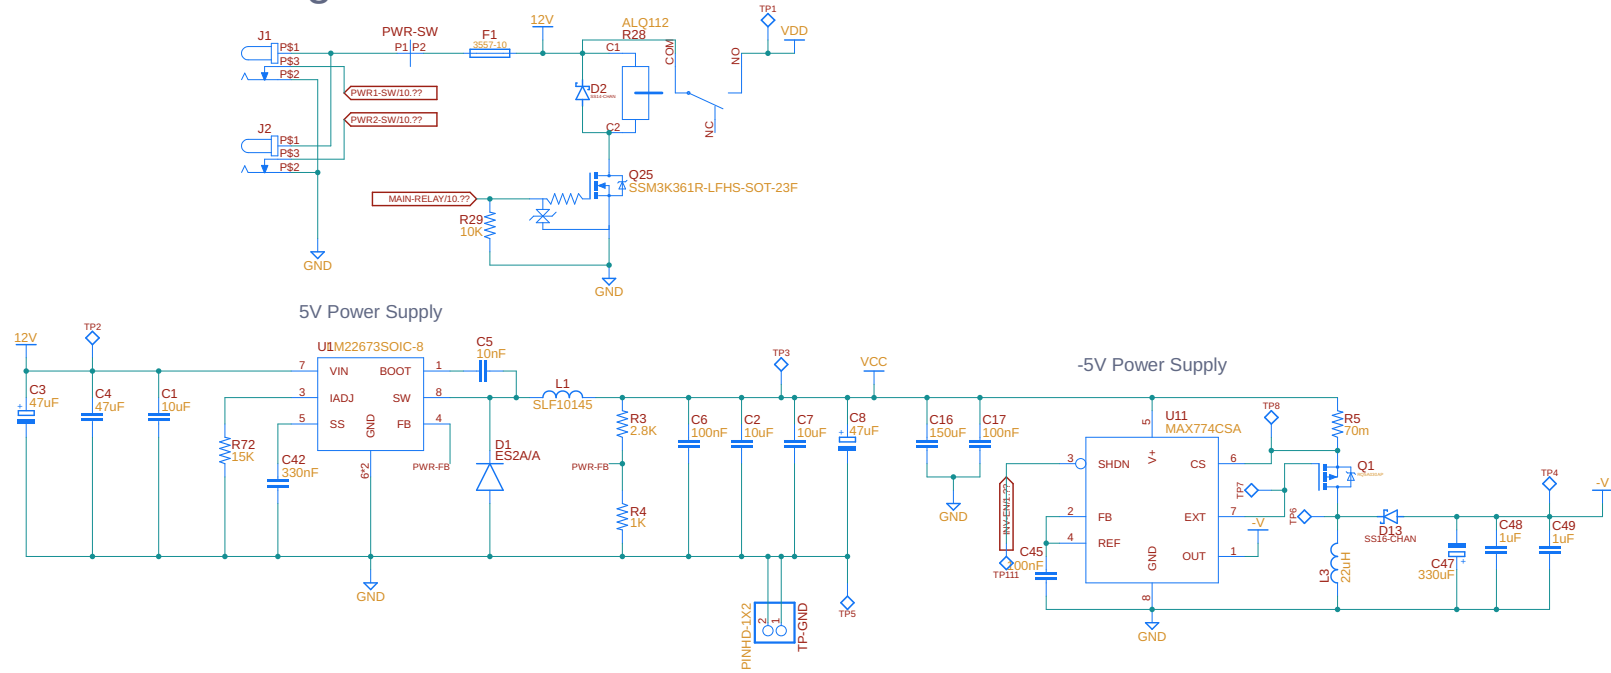 J1
P$1
P$3
P$2
PWR-SW
P1 P2
F1
3557-10
12V
ALQ112
R28
C1
COM
NO
NC
TP1
VDD
D2
SS14-CHAN
C2
PWR1-SW/10.??
PWR2-SW/10.??
J2
P$1
P$3
P$2
GND
MAIN-RELAY/10.??
R29
10K
Q25
SSM3K361R-LFHS-SOT-23F
GND
5V Power Supply
12V
TP2
C3
47uF
+
C4
47uF
C1
10uF
U1
LM22673SOIC-8
7
VIN
3
IADJ
5
SS
GND
6*2
BOOT
1
SW
8
FB
4
PWR-FB
R72
15K
C42
330nF
GND
C5
10nF
D1
ES2A/A
L1
SLF10145
PWR-FB
R3
2.8K
R4
1K
C6
100nF
C2
10uF
C7
10uF
TP3
C8
47uF
+
VCC
TP5
PINHD-1X2
2
1
TP-GND
C16
150uF
C17
100nF
GND
-5V Power Supply
U11
MAX774CSA
5
V+
3
SHDN
2
FB
4
REF
CS
6
EXT
7
OUT
1
GND
8
INV-EN/1.??
TP111
C45
100nF
GND
TP8
TP7
TP6
-V
R5
70m
Q1
L3
22uH
D13
SS16-CHAN
C47
330uF
+
C48
1uF
C49
1uF
TP4
-V